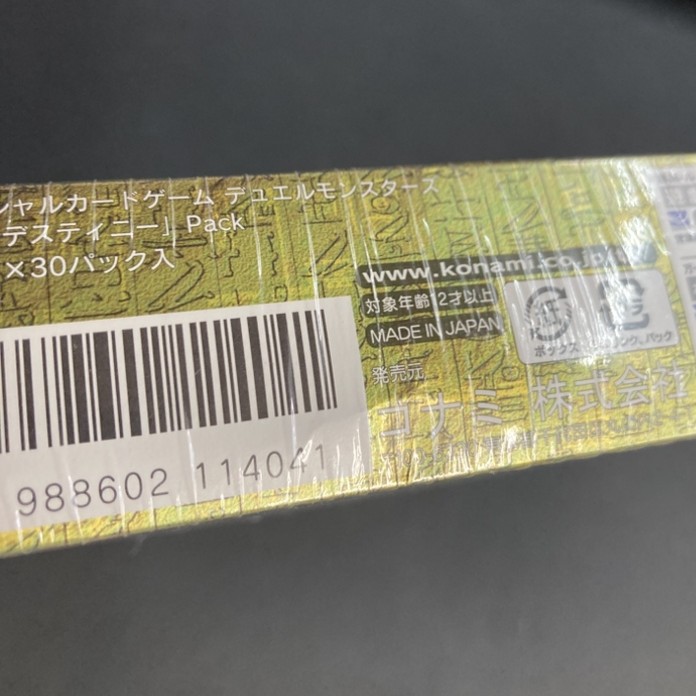 シャルカードゲーム デュエルモンスターズ
デスティニー」Pack
×30パック入
www.konami.co.jp/
対象年齢12才以上
MADE IN JAPAN
ボックス
パック
発売元
コナミ 株式会社
988602 114041